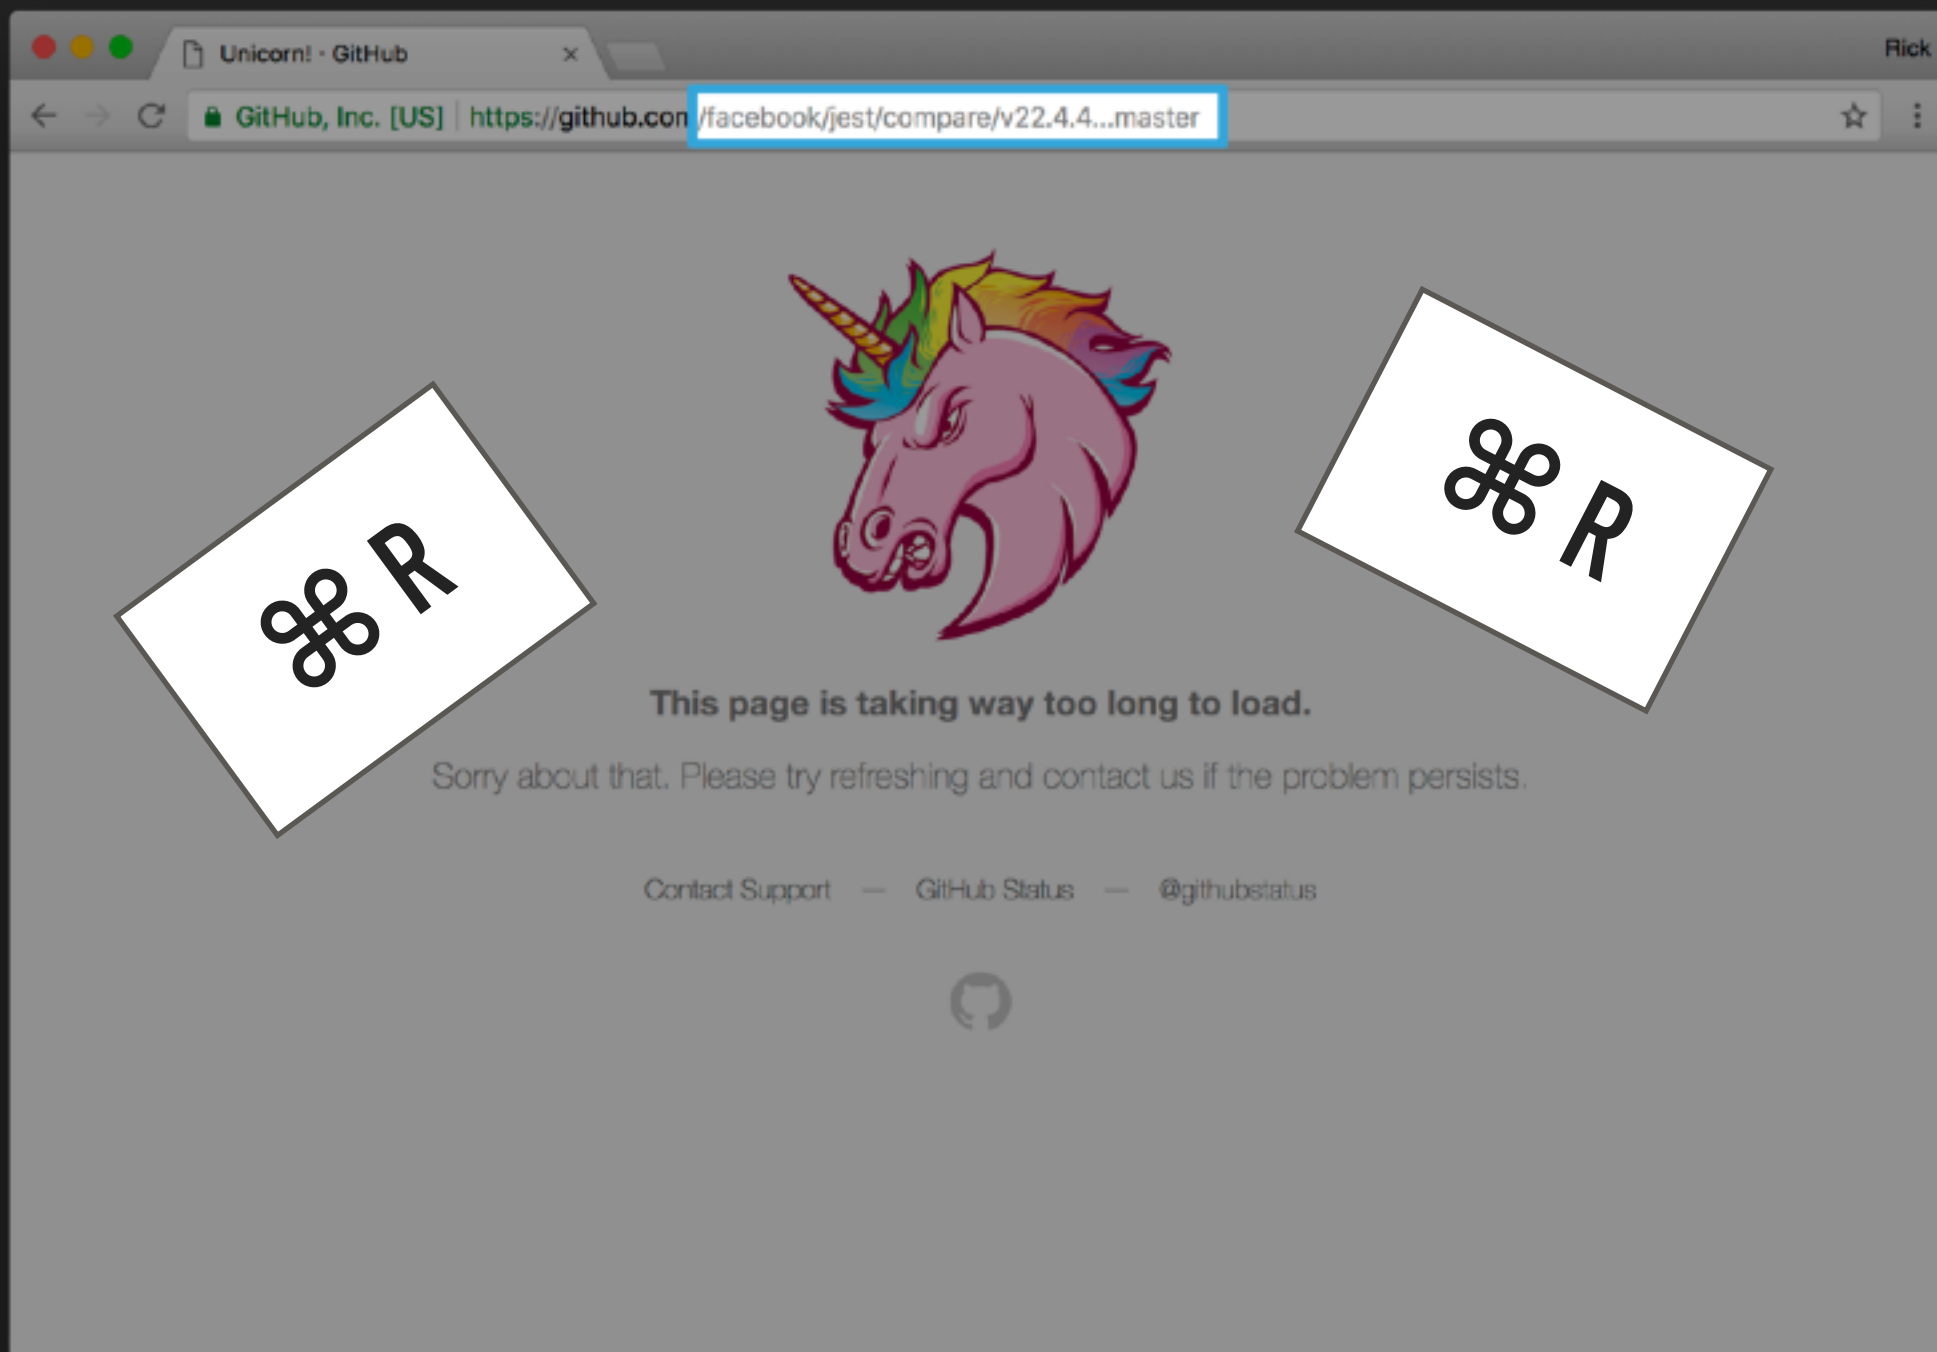 Unicorn! · GitHub
Rick
GitHub, Inc. [US] https://github.com/facebook/jest/compare/v22.4.4...master
⌘ R
⌘ R
This page is taking way too long to load.
Sorry about that. Please try refreshing and contact us if the problem persists.
Contact Support — GitHub Status — @githubstatus